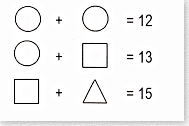 ◯ + ◯ = 12
◯ + □ = 13
□ + △ = 15